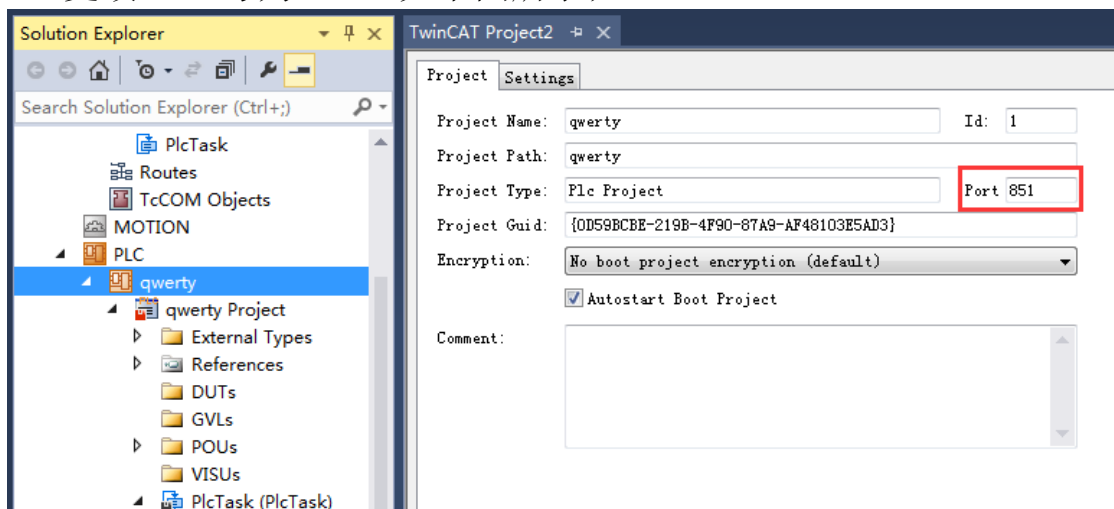 Solution Explorer
Search Solution Explorer (Ctrl+;)
PlcTask
Routes
TcCOM Objects
MOTION
PLC
qwerty
qwerty Project
External Types
References
DUTs
GVLs
POUs
VISUs
PlcTask (PlcTask)
TwinCAT Project2
Project Settings
Project Name: qwerty Id: 1
Project Path: qwerty
Project Type: Plc Project Port 851
Project Guid: {0D59BCBE-219B-4F90-87A9-AF48103E5AD3}
Encryption: No boot project encryption (default)
Autostart Boot Project
Comment: